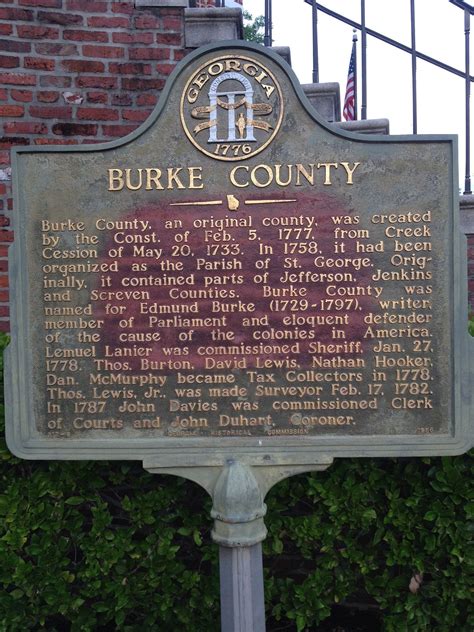 GEORGIA
1776
BURKE COUNTY
Burke County, an original county, was created
by the Const. of Feb. 5, 1777, from Creek
Cession of May 20, 1733. In 1758, it had been
organized as the Parish of St. George. Orig-
inally, it contained parts of Jefferson, Jenkins
and Screven Counties. Burke County was
named for Edmund Burke (1729-1797), writer,
member of Parliament and eloquent defender
of the cause of the colonies in America.
Lemuel Lanier was commissioned Sheriff, Jan. 27,
1778. Thos. Burton, David Lewis, Nathan Hooker,
Dan. McMurphy became Tax Collectors in 1778.
Thos. Lewis, Jr., was made Surveyor Feb. 17, 1782.
In 1787 John Davies was commissioned Clerk
of Courts and John Duhart, Coroner.
HISTORICAL COMMISSION